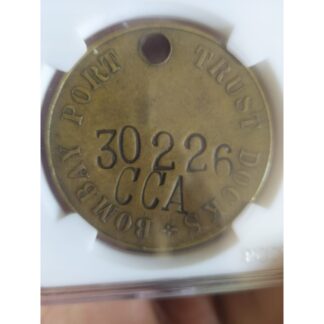 BOMBAY PORT TRUST DOCKS *
30226
CCA